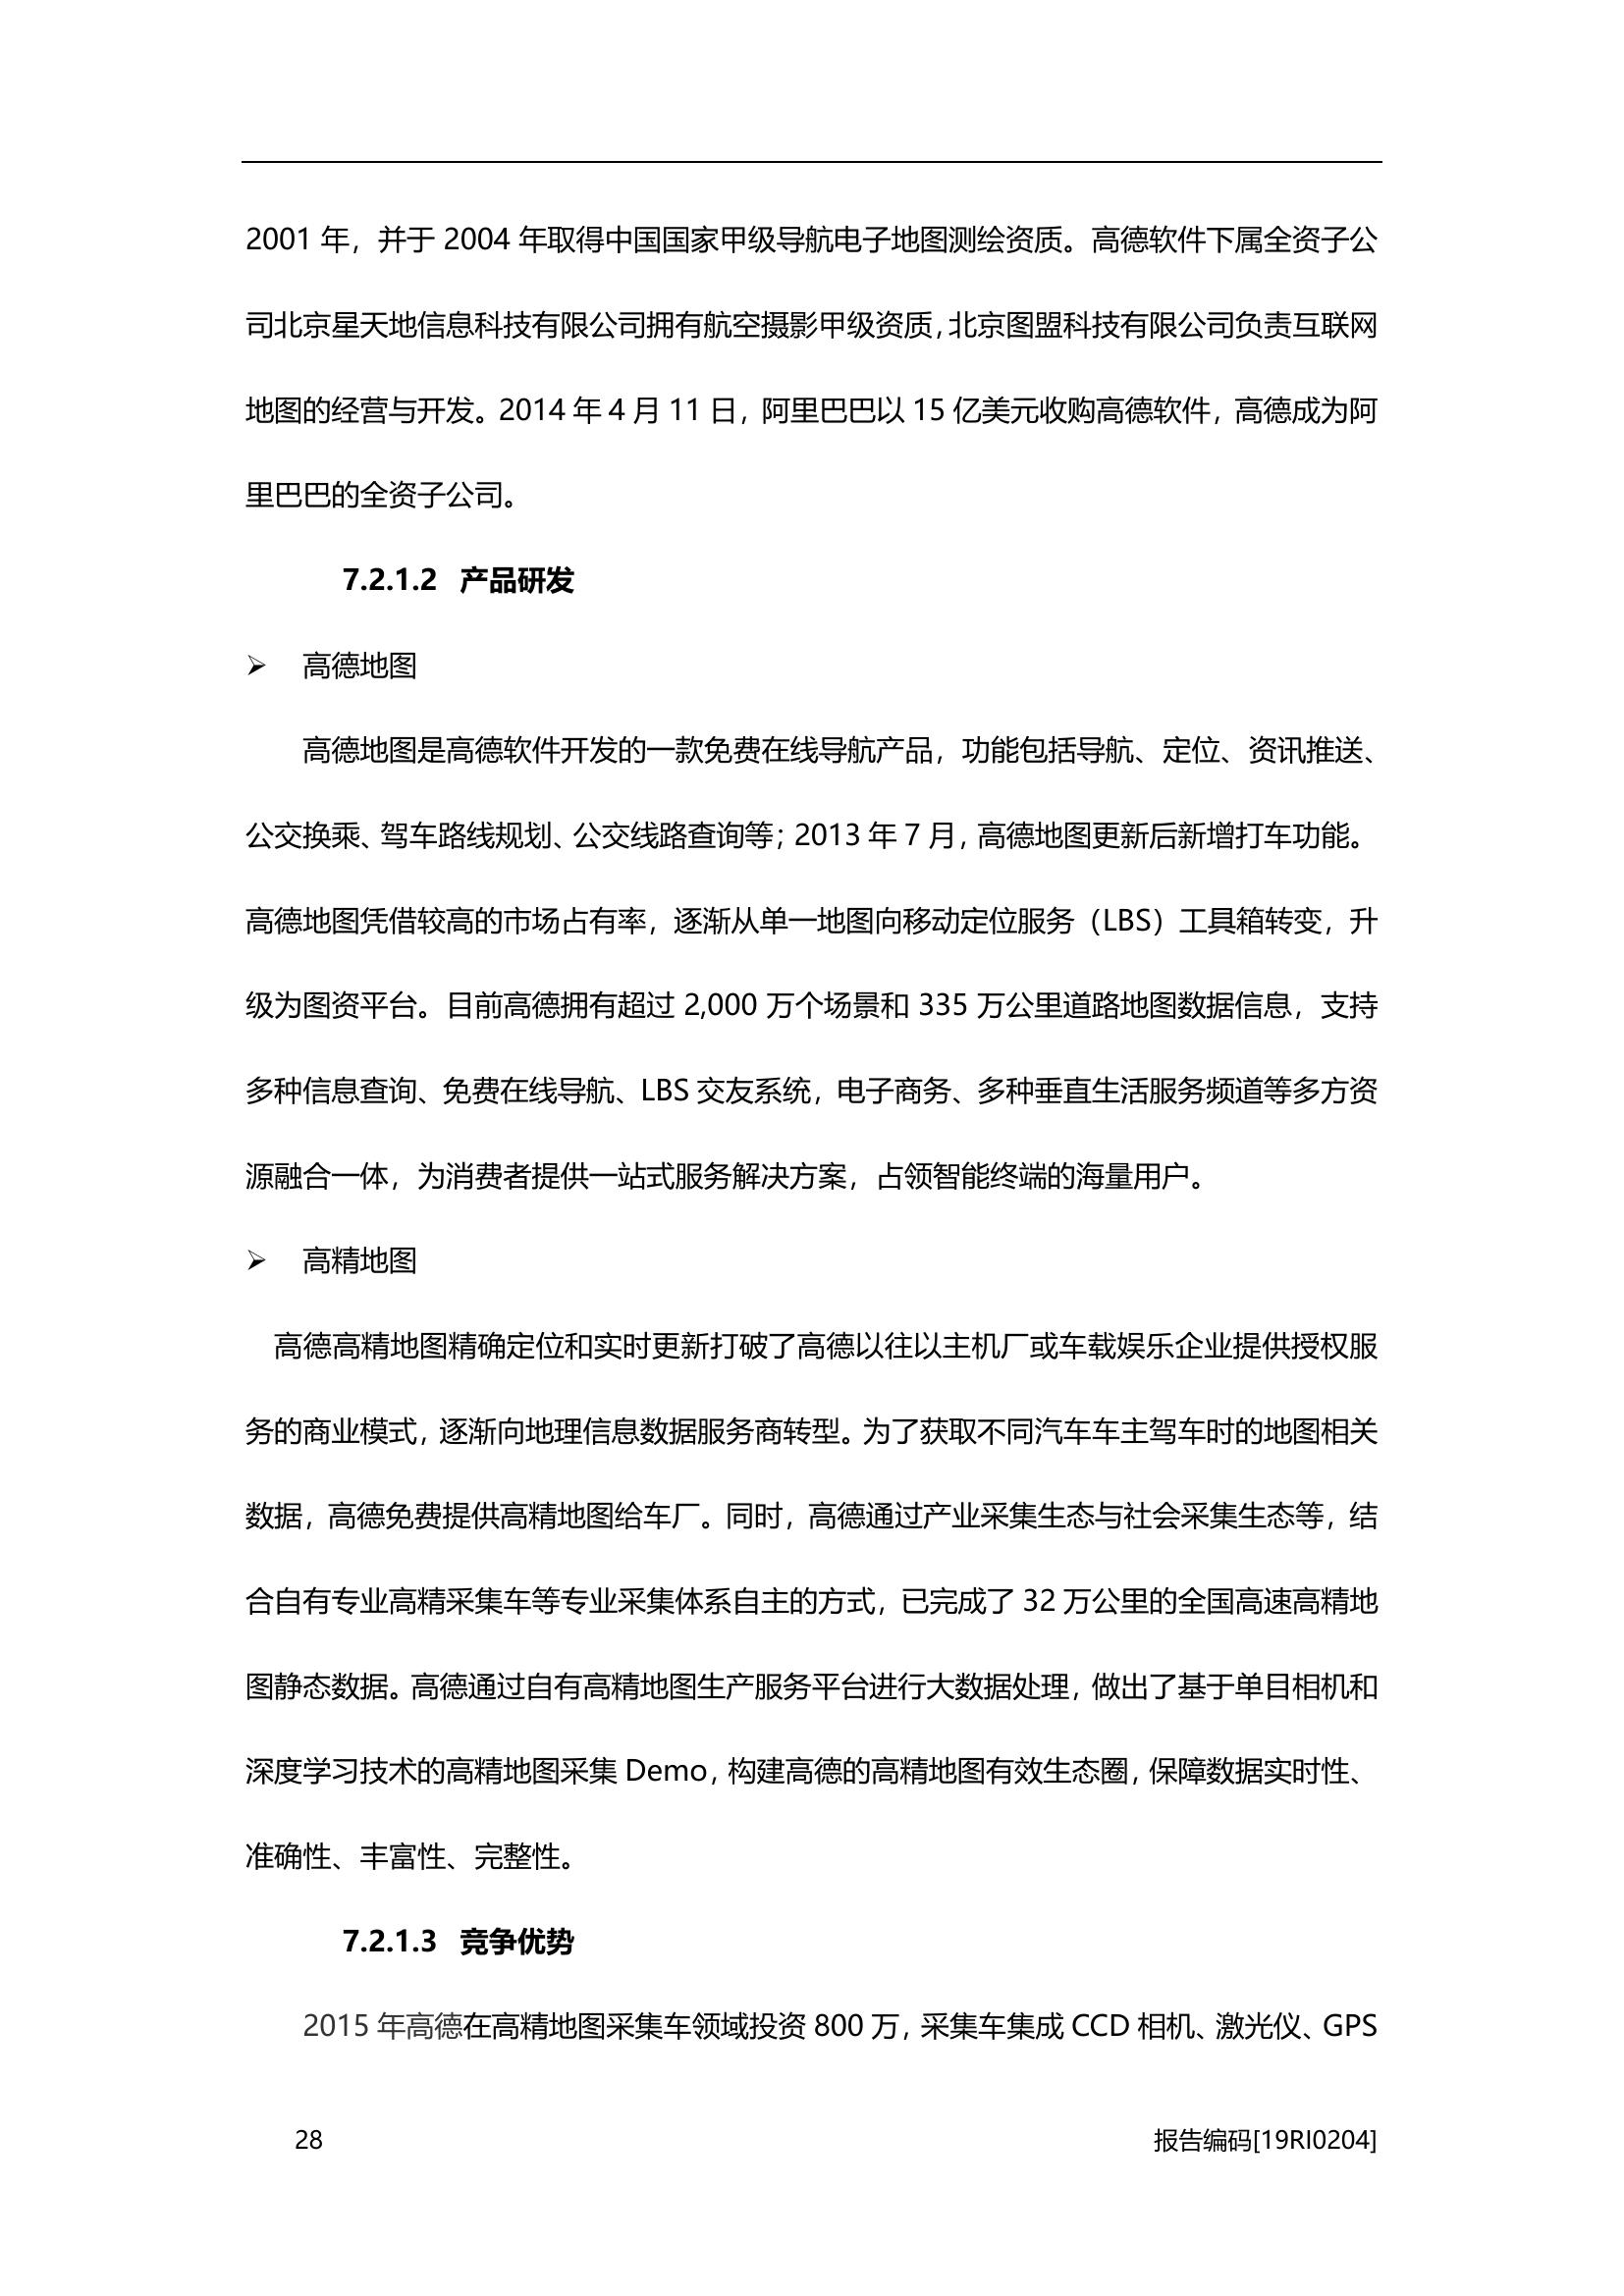 2001 年，并于 2004 年取得中国国家甲级导航电子地图测绘资质。高德软件下属全资子公
司北京星天地信息科技有限公司拥有航空摄影甲级资质，北京图盟科技有限公司负责互联网
地图的经营与开发。2014 年 4 月 11 日，阿里巴巴以 15 亿美元收购高德软件，高德成为阿
里巴巴的全资子公司。
7.2.1.2 产品研发
➢ 高德地图
高德地图是高德软件开发的一款免费在线导航产品，功能包括导航、定位、资讯推送、
公交换乘、驾车路线规划、公交线路查询等；2013 年 7 月，高德地图更新后新增打车功能。
高德地图凭借较高的市场占有率，逐渐从单一地图向移动定位服务（LBS）工具箱转变，升
级为图资平台。目前高德拥有超过 2,000 万个场景和 335 万公里道路地图数据信息，支持
多种信息查询、免费在线导航、LBS 交友系统，电子商务、多种垂直生活服务频道等多方资
源融合一体，为消费者提供一站式服务解决方案，占领智能终端的海量用户。
➢ 高精地图
高德高精地图精确定位和实时更新打破了高德以往以主机厂或车载娱乐企业提供授权服
务的商业模式，逐渐向地理信息数据服务商转型。为了获取不同汽车车主驾车时的地图相关
数据，高德免费提供高精地图给车厂。同时，高德通过产业采集生态与社会采集生态等，结
合自有专业高精采集车等专业采集体系自主的方式，已完成了 32 万公里的全国高速高精地
图静态数据。高德通过自有高精地图生产服务平台进行大数据处理，做出了基于单目相机和
深度学习技术的高精地图采集 Demo，构建高德的高精地图有效生态圈，保障数据实时性、
准确性、丰富性、完整性。
7.2.1.3 竞争优势
2015 年高德在高精地图采集车领域投资 800 万，采集车集成 CCD 相机、激光仪、GPS
28 报告编码[19RI0204]